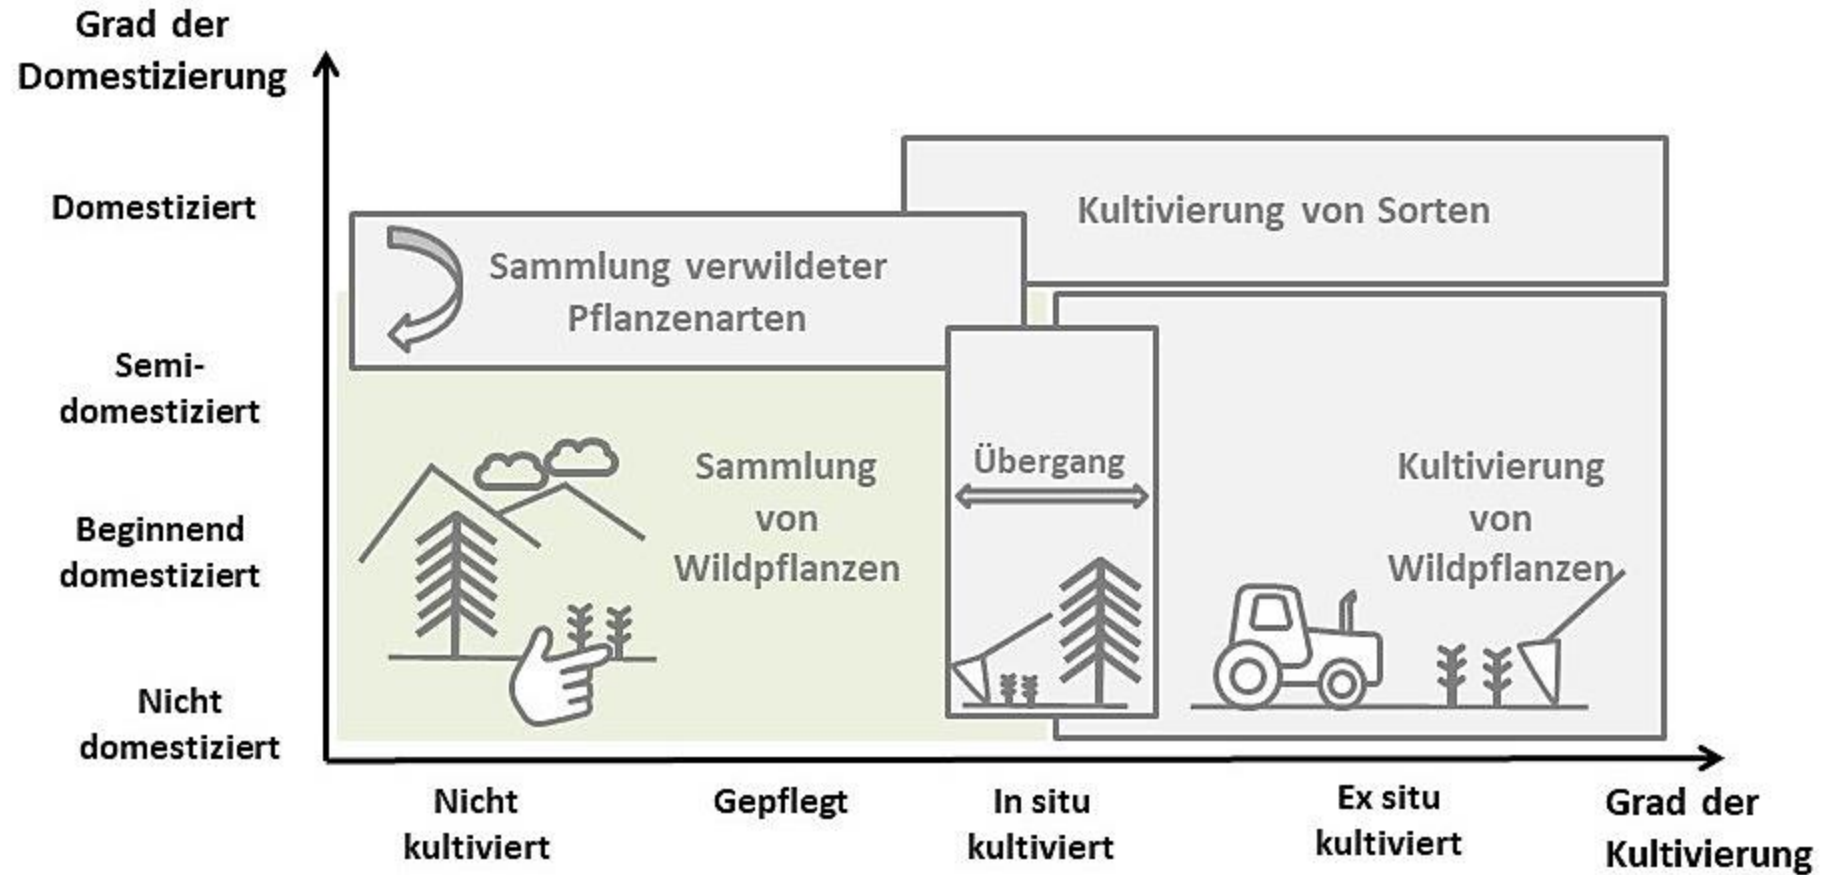 Grad der
Domestizierung
Domestiziert
Kultivierung von Sorten
Sammlung verwildeter
Pflanzenarten
Semi-
domestiziert
Sammlung
von
Wildpflanzen
Übergang
Kultivierung
von
Wildpflanzen
Beginnend
domestiziert
Nicht
domestiziert
Nicht
kultiviert
Gepflegt
In situ
kultiviert
Ex situ
kultiviert
Grad der
Kultivierung